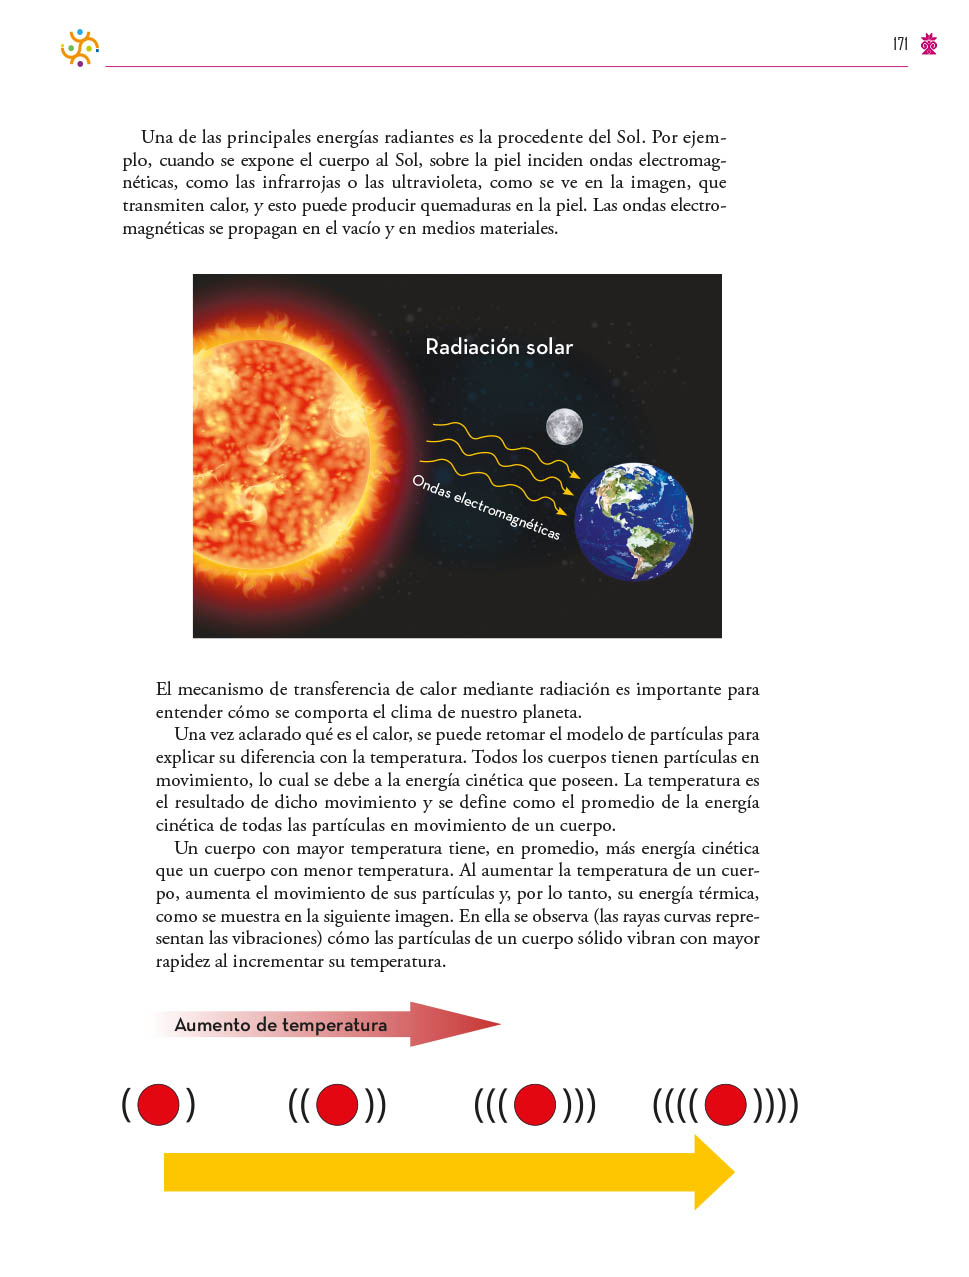 171
Una de las principales energías radiantes es la procedente del Sol. Por ejem-
plo, cuando se expone el cuerpo al Sol, sobre la piel inciden ondas electromag-
néticas, como las infrarrojas o las ultravioleta, como se ve en la imagen, que
transmiten calor, y esto puede producir quemaduras en la piel. Las ondas electro-
magnéticas se propagan en el vacío y en medios materiales.
Radiación solar
Ondas electromagnéticas
El mecanismo de transferencia de calor mediante radiación es importante para
entender cómo se comporta el clima de nuestro planeta.
Una vez aclarado qué es el calor, se puede retomar el modelo de partículas para
explicar su diferencia con la temperatura. Todos los cuerpos tienen partículas en
movimiento, lo cual se debe a la energía cinética que poseen. La temperatura es
el resultado de dicho movimiento y se define como el promedio de la energía
cinética de todas las partículas en movimiento de un cuerpo.
Un cuerpo con mayor temperatura tiene, en promedio, más energía cinética
que un cuerpo con menor temperatura. Al aumentar la temperatura de un cuer-
po, aumenta el movimiento de sus partículas y, por lo tanto, su energía térmica,
como se muestra en la siguiente imagen. En ella se observa (las rayas curvas repre-
sentan las vibraciones) cómo las partículas de un cuerpo sólido vibran con mayor
rapidez al incrementar su temperatura.
Aumento de temperatura